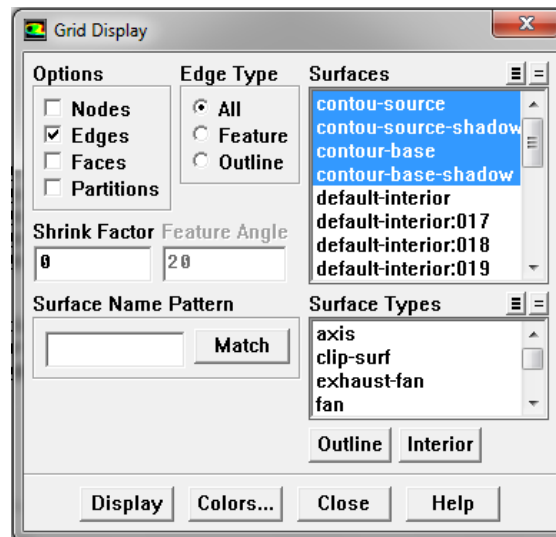 Grid Display
Options
Nodes
Edges
Faces
Partitions
Edge Type
All
Feature
Outline
Shrink Factor
0
Feature Angle
20
Surface Name Pattern
Match
Surfaces
contou-source
contou-source-shadow
contour-base
contour-base-shadow
default-interior
default-interior:017
default-interior:018
default-interior:019
Surface Types
axis
clip-surf
exhaust-fan
fan
Outline
Interior
Display
Colors...
Close
Help